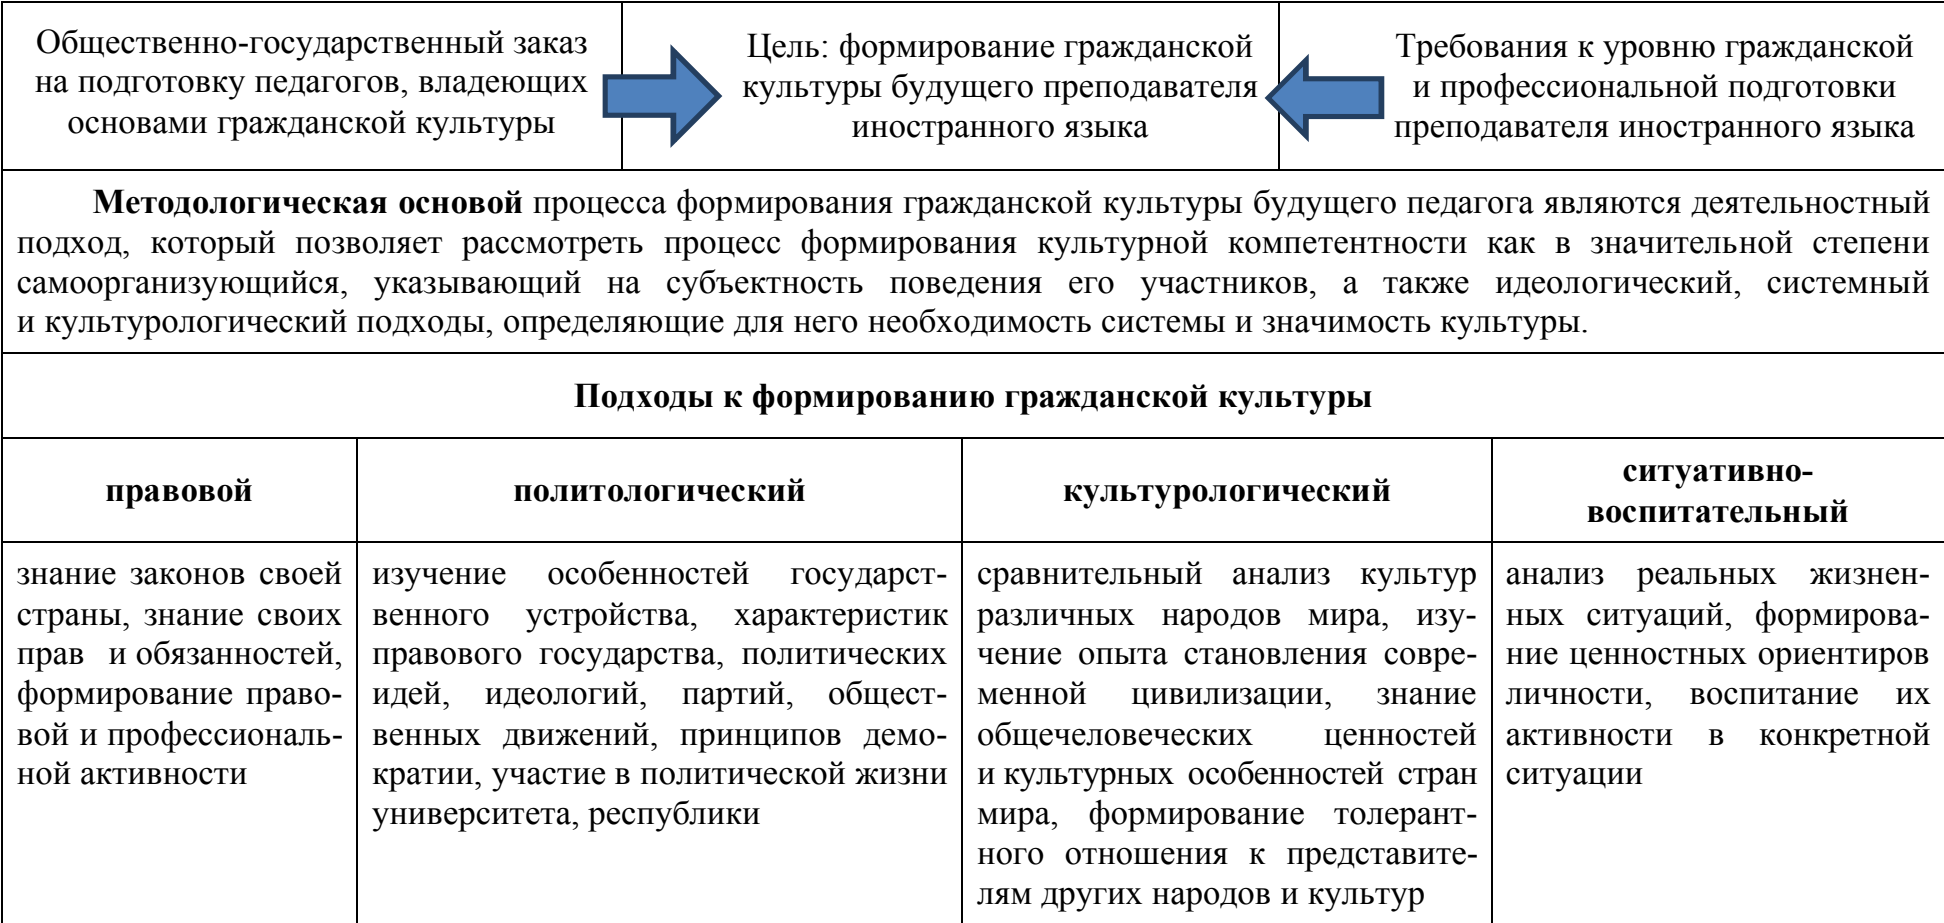 Общественно-государственный заказ
на подготовку педагогов, владеющих
основами гражданской культуры
Цель: формирование гражданской
культуры будущего преподавателя
иностранного языка
Требования к уровню гражданской
и профессиональной подготовки
преподавателя иностранного языка
Методологическая основой процесса формирования гражданской культуры будущего педагога являются деятельностный
подход, который позволяет рассмотреть процесс формирования культурной компетентности как в значительной степени
самоорганизующийся, указывающий на субъектность поведения его участников, а также идеологический, системный
и культурологический подходы, определяющие для него необходимость системы и значимость культуры.
Подходы к формированию гражданской культуры
правовой
политологический
культурологический
ситуативно-
воспитательный
знание законов своей
страны, знание своих
прав и обязанностей,
формирование право-
вой и профессиональ-
ной активности
изучение особенностей государст-
венного устройства, характеристик
правового государства, политических
идей, идеологий, партий, общест-
венных движений, принципов демо-
кратии, участие в политической жизни
университета, республики
сравнительный анализ культур
различных народов мира, изу-
чение опыта становления совре-
менной цивилизации, знание
общечеловеческих ценностей
и культурных особенностей стран
мира, формирование толерант-
ного отношения к представите-
лям других народов и культур
анализ реальных жизнен-
ных ситуаций, формирова-
ние ценностных ориентиров
личности, воспитание их
активности в конкретной
ситуации